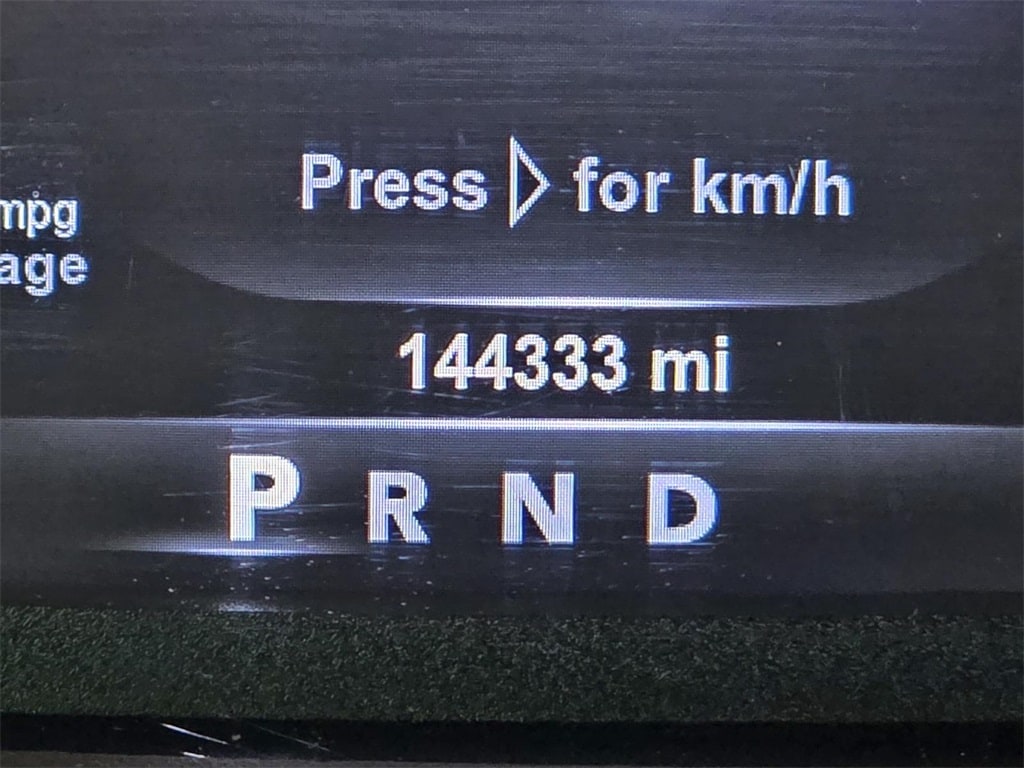 Press ▷ for km/h
mpg
age
144333 mi
P R N D